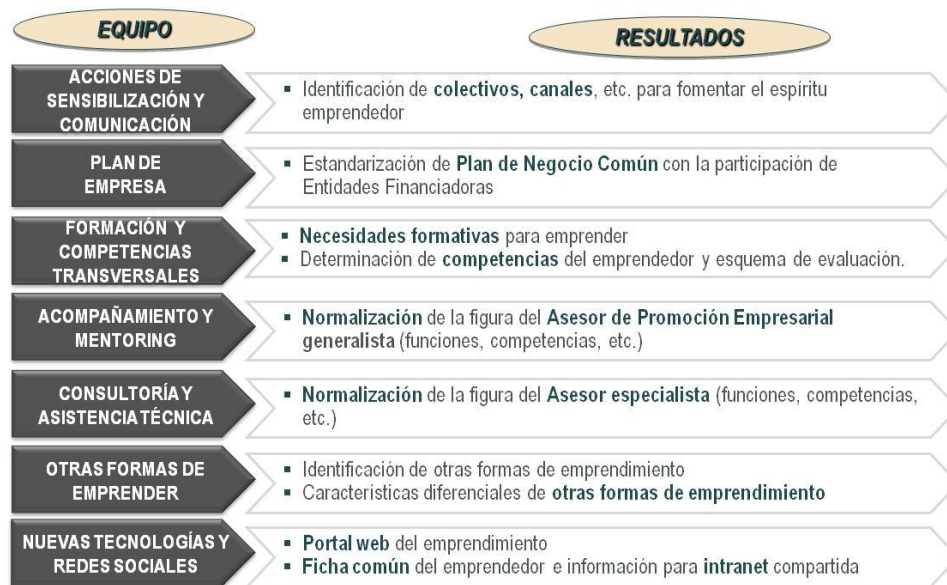 EQUIPO
RESULTADOS
ACCIONES DE
SENSIBILIZACIÓN Y
COMUNICACIÓN
▪ Identificación de colectivos, canales, etc. para fomentar el espíritu
emprendedor
PLAN DE
EMPRESA
▪ Estandarización de Plan de Negocio Común con la participación de
Entidades Financiadoras
FORMACIÓN Y
COMPETENCIAS
TRANSVERSALES
▪ Necesidades formativas para emprender
▪ Determinación de competencias del emprendedor y esquema de evaluación.
ACOMPAÑAMIENTO Y
MENTORING
▪ Normalización de la figura del Asesor de Promoción Empresarial
generalista (funciones, competencias, etc.)
CONSULTORÍA Y
ASISTENCIA TÉCNICA
▪ Normalización de la figura del Asesor especialista (funciones, competencias,
etc.)
OTRAS FORMAS DE
EMPRENDER
▪ Identificación de otras formas de emprendimiento
▪ Características diferenciales de otras formas de emprendimiento
NUEVAS TECNOLOGÍAS Y
REDES SOCIALES
▪ Portal web del emprendimiento
▪ Ficha común del emprendedor e información para intranet compartida